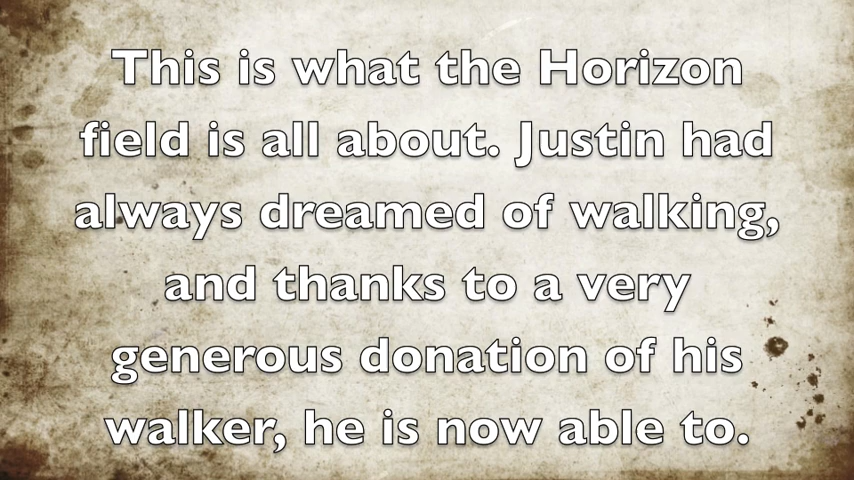 This is what the Horizon
field is all about. Justin had
always dreamed of walking,
and thanks to a very
generous donation of his
walker, he is now able to.